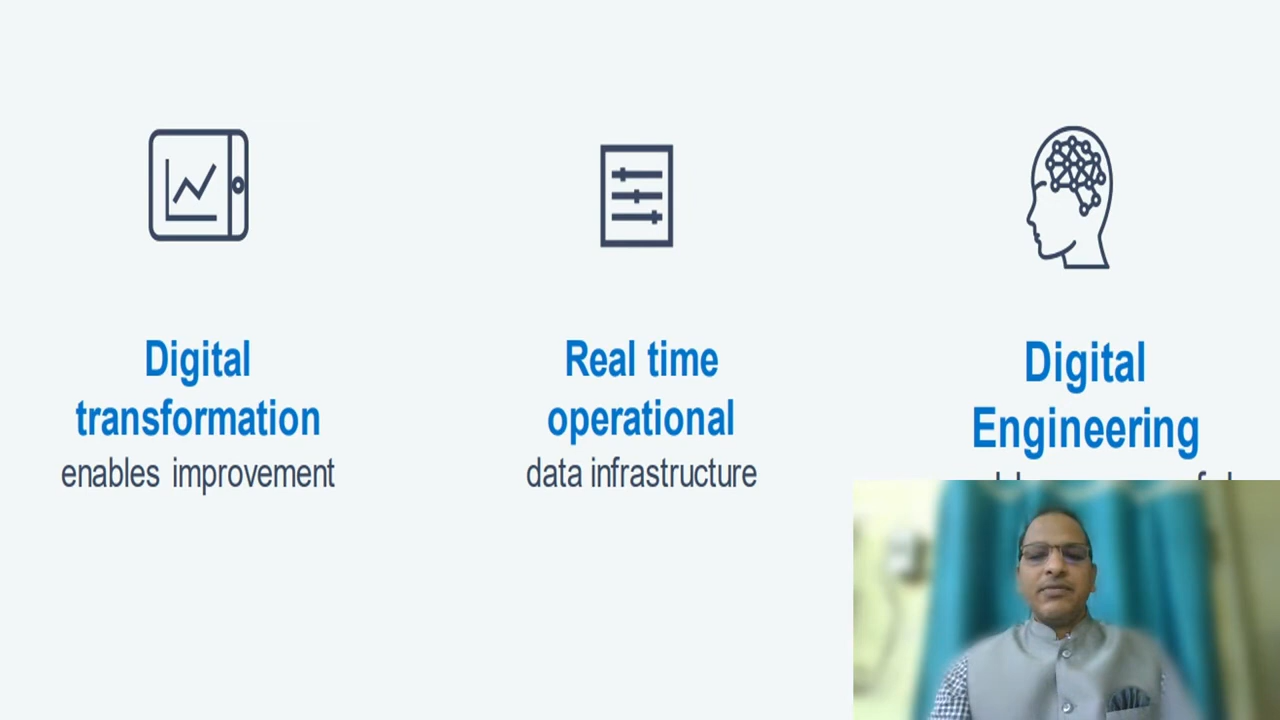 Digital
transformation
enables improvement
Real time
operational
data infrastructure
Digital
Engineering